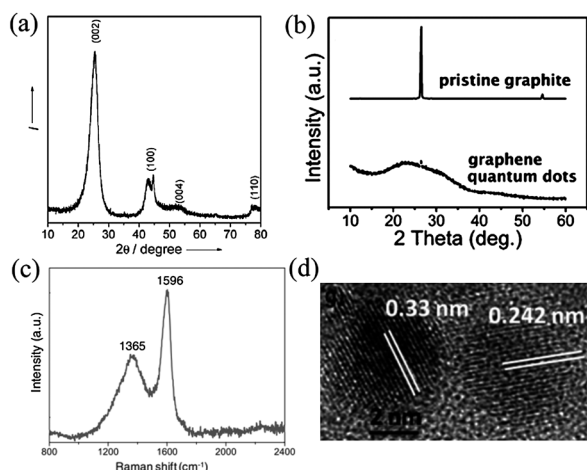 (a)
(002)
(100)
(004)
(110)
I
10 20 30 40 50 60 70 80
2θ / degree
(b)
Intensity (a.u.)
pristine graphite
graphene
quantum dots
10 20 30 40 50 60
2 Theta (deg.)
(c)
1596
1365
Intensity (a.u.)
800 1200 1600 2000 2400
Raman shift (cm⁻¹)
(d)
0.33 nm
0.242 nm
2 nm